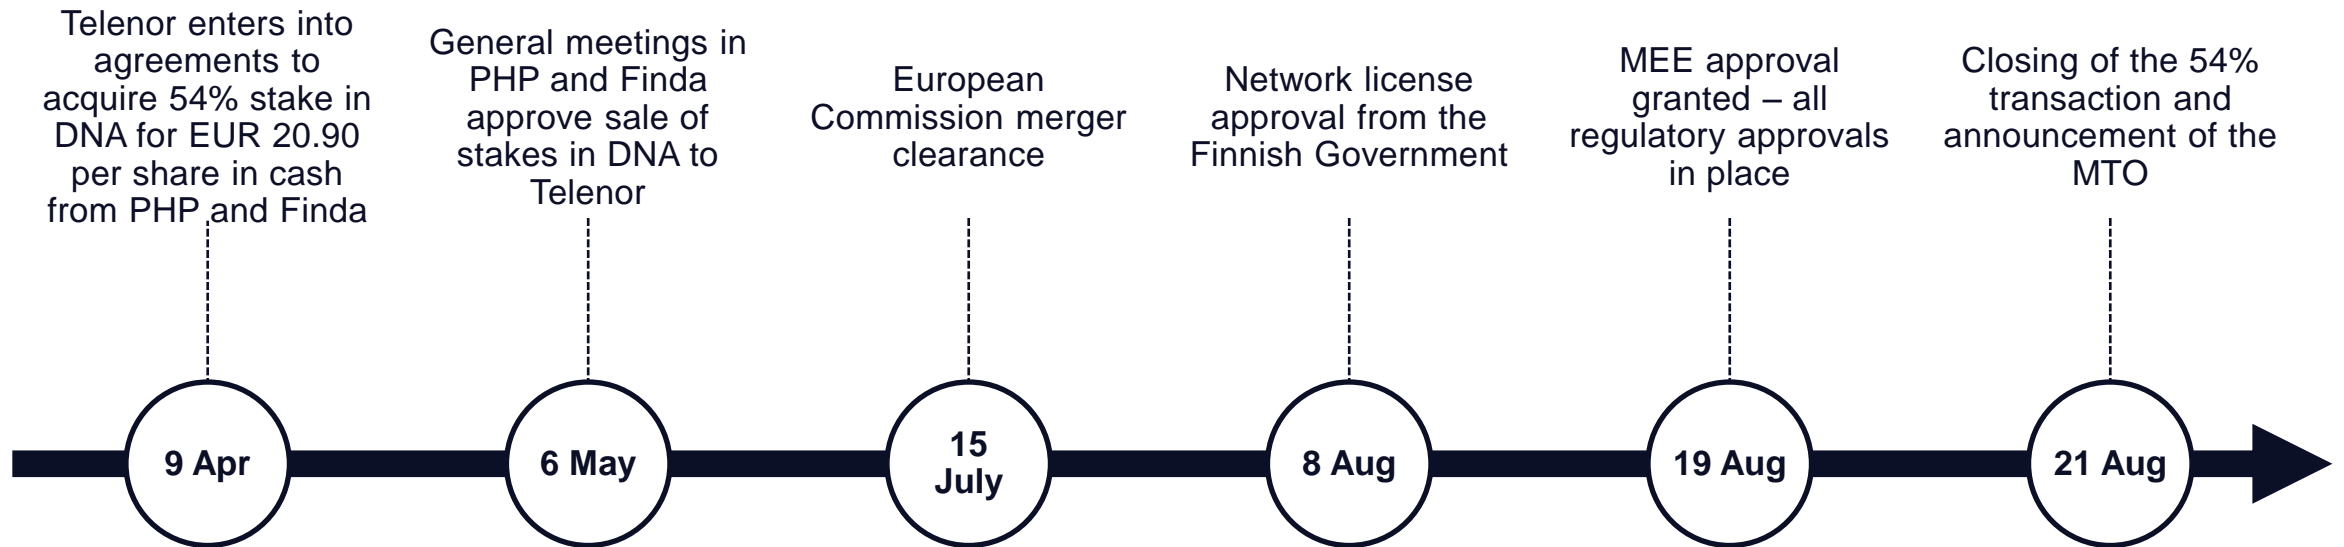 Telenor enters into
agreements to
acquire 54% stake in
DNA for EUR 20.90
per share in cash
from PHP and Finda
General meetings in
PHP and Finda
approve sale of
stakes in DNA to
Telenor
European
Commission merger
clearance
Network license
approval from the
Finnish Government
MEE approval
granted – all
regulatory approvals
in place
Closing of the 54%
transaction and
announcement of the
MTO
9 Apr
6 May
15
July
8 Aug
19 Aug
21 Aug